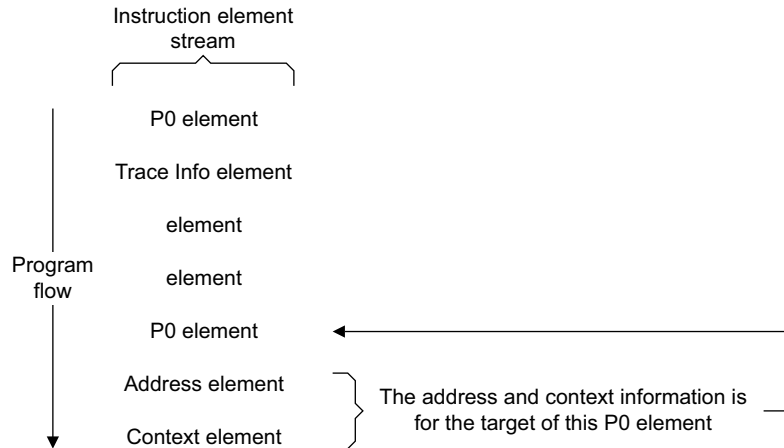 Instruction element
stream
P0 element
Trace Info element
element
element
Program
flow
P0 element
Address element
Context element
The address and context information is
for the target of this P0 element